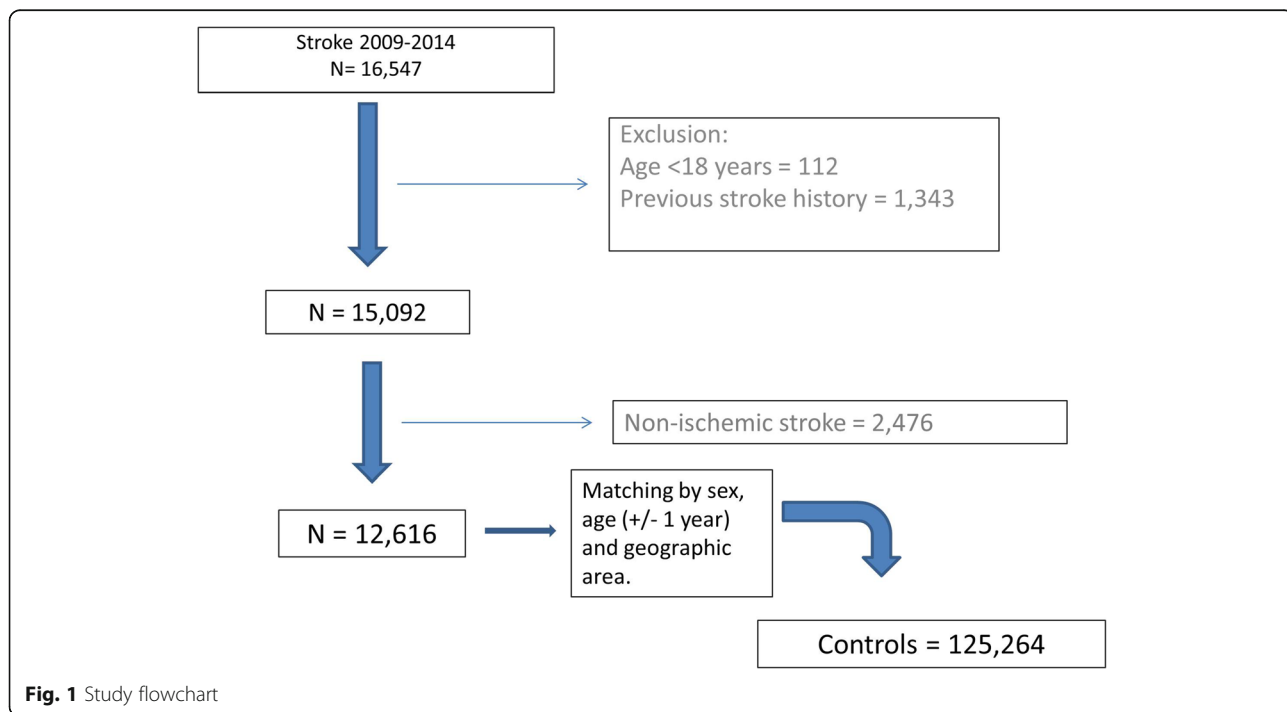 Stroke 2009-2014
N= 16,547
Exclusion:
Age <18 years = 112
Previous stroke history = 1,343
N = 15,092
Non-ischemic stroke = 2,476
N = 12,616
Matching by sex,
age (+/- 1 year)
and geographic
area.
Controls = 125,264
Fig. 1 Study flowchart